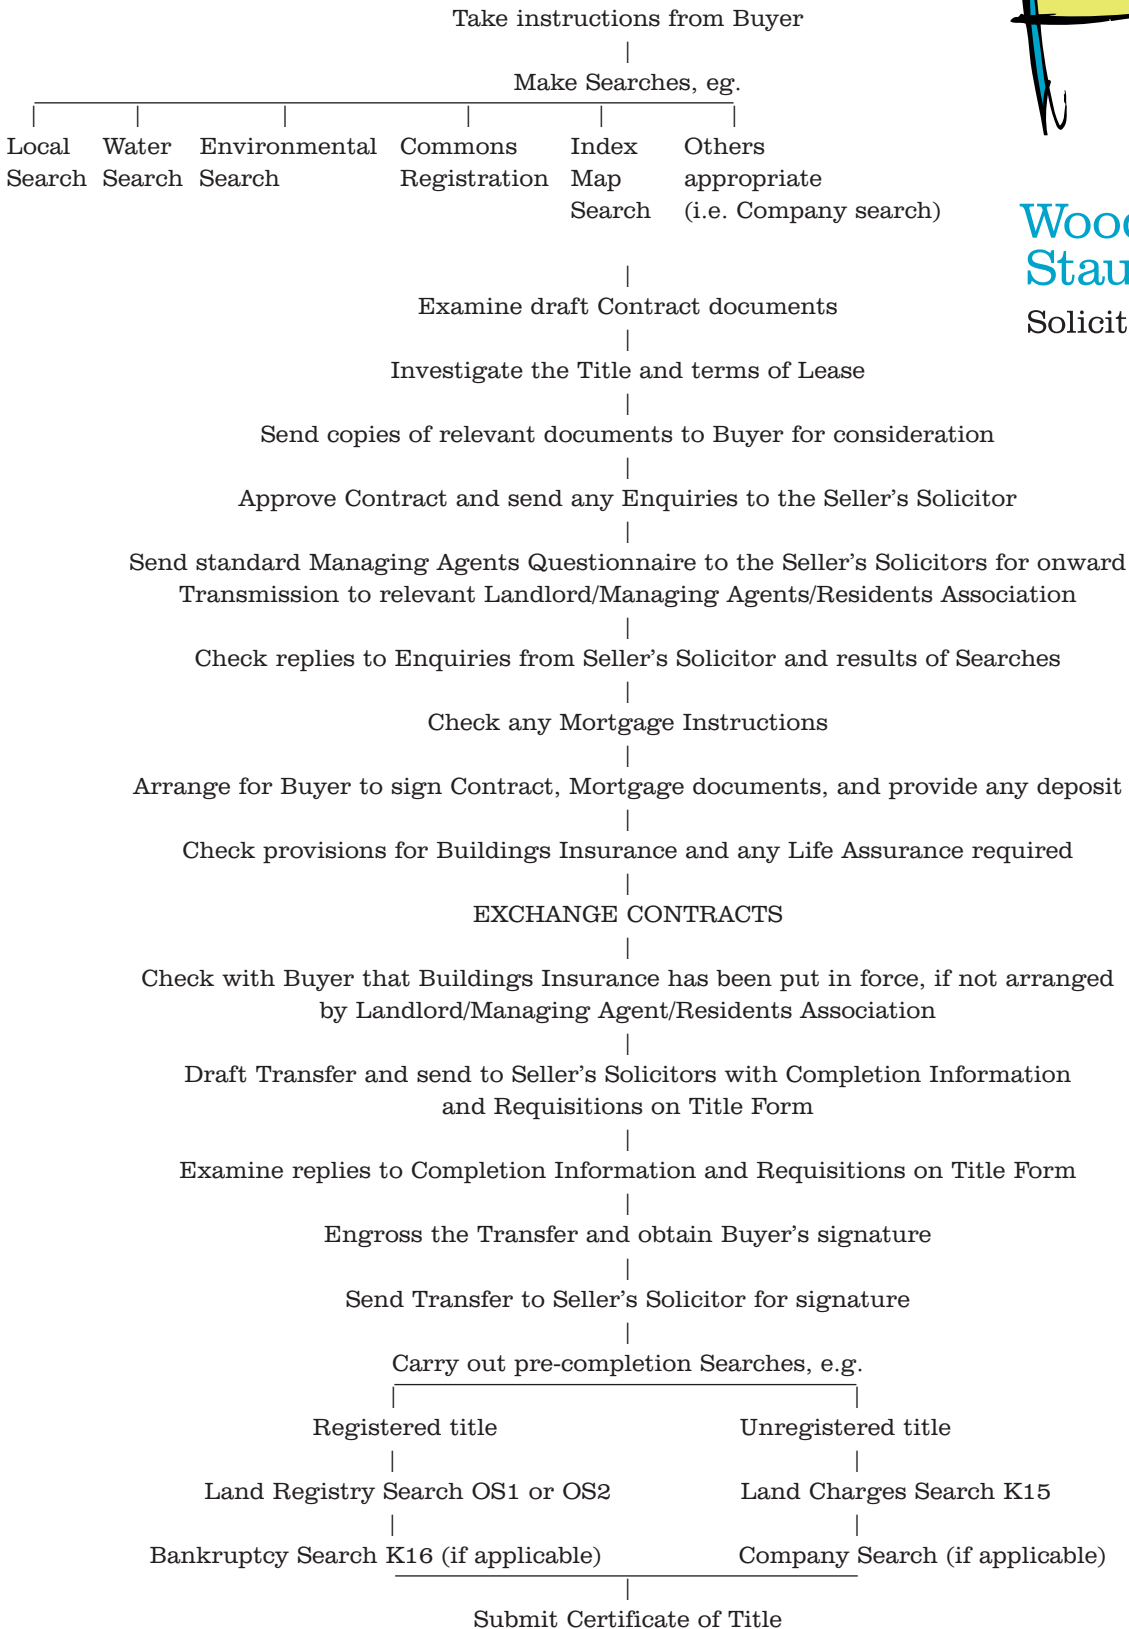 Take instructions from Buyer
Make Searches, eg.
Local Water Environmental Commons Index Others
Search Search Search Registration Map appropriate
Search (i.e. Company search)
Solicit
Examine draft Contract documents
Investigate the Title and terms of Lease
Send copies of relevant documents to Buyer for consideration
Approve Contract and send any Enquiries to the Seller's Solicitor
Send standard Managing Agents Questionnaire to the Seller's Solicitors for onward
Transmission to relevant Landlord/Managing Agents/Residents Association
Check replies to Enquiries from Seller's Solicitor and results of Searches
Check any Mortgage Instructions
Arrange for Buyer to sign Contract, Mortgage documents, and provide any deposit
Check provisions for Buildings Insurance and any Life Assurance required
EXCHANGE CONTRACTS
Check with Buyer that Buildings Insurance has been put in force, if not arranged
by Landlord/Managing Agent/Residents Association
Draft Transfer and send to Seller's Solicitors with Completion Information
and Requisitions on Title Form
Examine replies to Completion Information and Requisitions on Title Form
Engross the Transfer and obtain Buyer's signature
Send Transfer to Seller's Solicitor for signature
Carry out pre-completion Searches, e.g.
Registered title Unregistered title
Land Registry Search OS1 or OS2 Land Charges Search K15
Bankruptcy Search K16 (if applicable) Company Search (if applicable)
Submit Certificate of Title